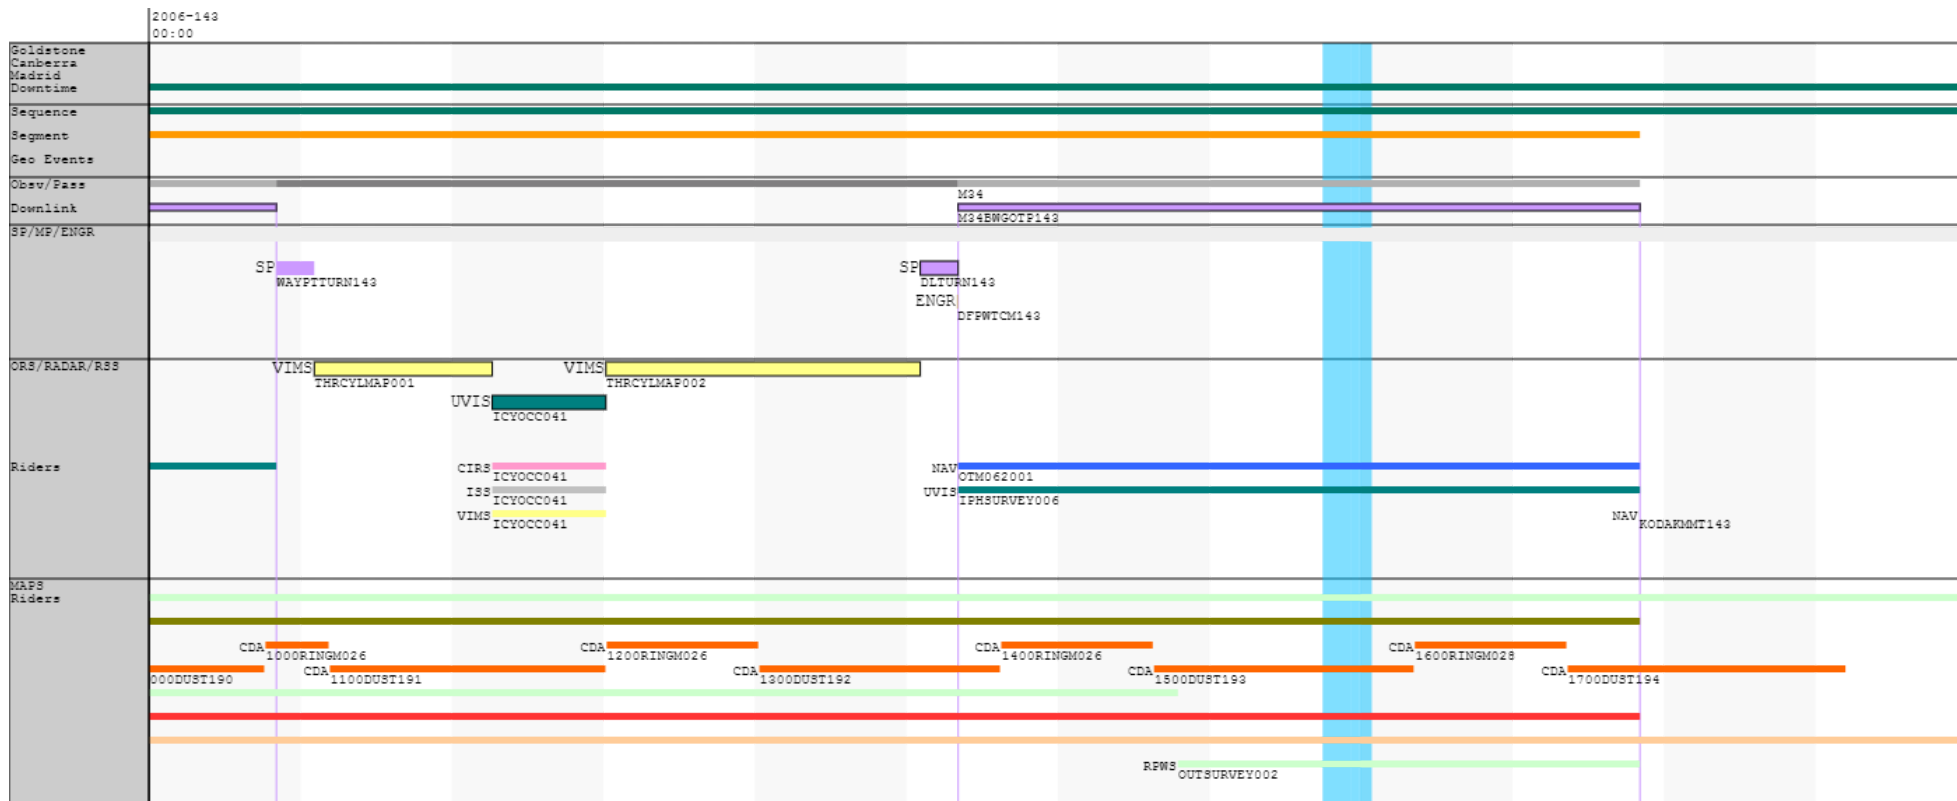 2006-143
00:00
Goldstone
Canberra
Madrid
Downtime
Sequence
Segment
Geo Events
Obsv/Pass
M34
Downlink
M34BWGOTP143
SP/MP/ENGR
SP
WAYPTTURN143
SP
DLTURN143
ENGR
DFPWTCM143
ORS/RADAR/RSS
VIMS
THRCYLMAP001
VIMS
THRCYLMAP002
UVIS
ICYOCC041
Riders
CIRS
ICYOCC041
NAV
OTM062001
ISS
ICYOCC041
UVIS
IPHSURVEY006
VIMS
ICYOCC041
NAV
KODAKMMT143
MAPS
Riders
CDA
1000RINGM026
CDA
1200RINGM026
CDA
1400RINGM026
CDA
1600RINGM028
000DUST190
CDA
1100DUST191
CDA
1300DUST192
CDA
1500DUST193
CDA
1700DUST194
RPWS
OUTSURVEY002